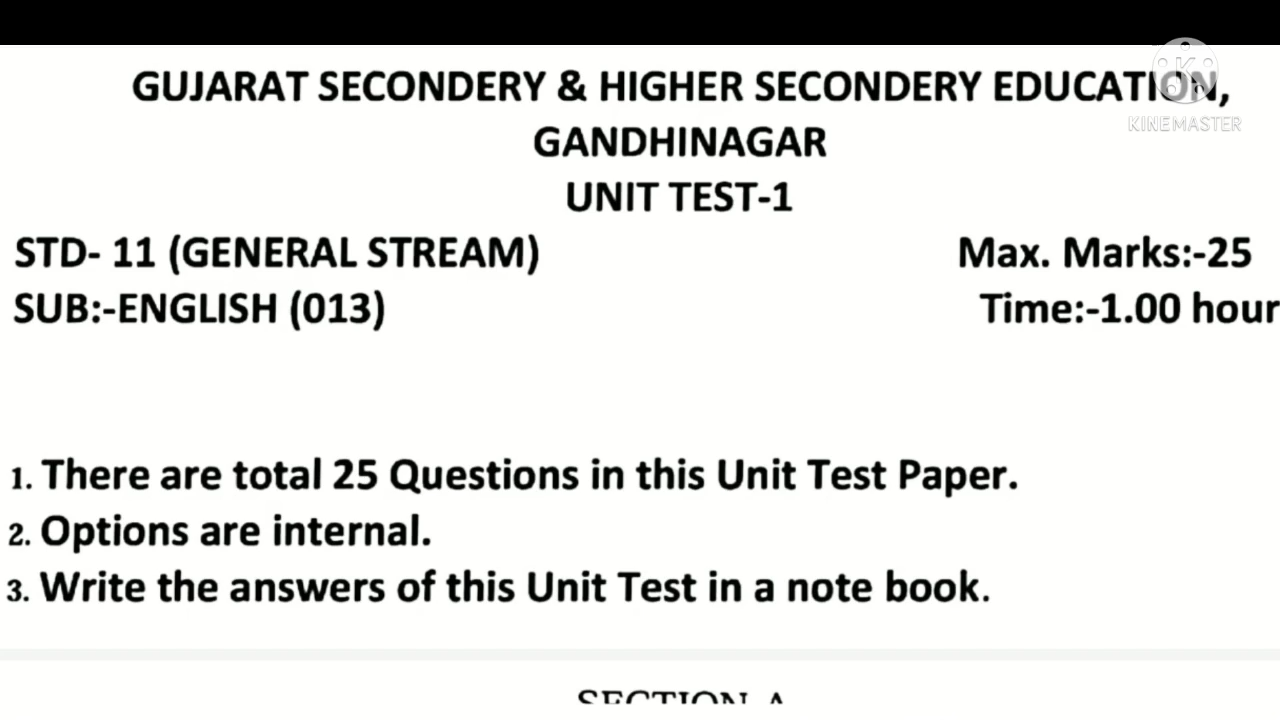 GUJARAT SECONDERY & HIGHER SECONDERY EDUCATION,
GANDHINAGAR
UNIT TEST-1
STD- 11 (GENERAL STREAM)
Max. Marks:-25
SUB:-ENGLISH (013)
Time:-1.00 hour
1. There are total 25 Questions in this Unit Test Paper.
2. Options are internal.
3. Write the answers of this Unit Test in a note book.
SECTION A
K
KINEMASTER